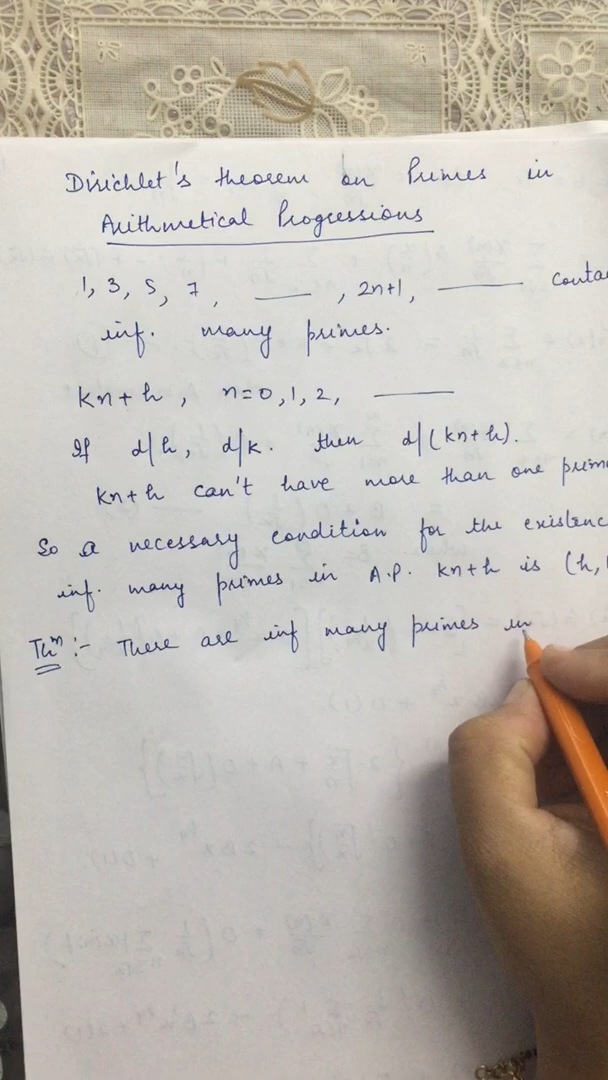 Dirichlet's theorem on Primes in
Arithmetical Progressions
1, 3, 5, 7, ___ , 2n+1, ___ contai
inf. many primes.
kn+h, n=0,1,2, ___
If d/h, d/k. then d/(kn+h).
kn+h can't have more than one prime
So a necessary condition for the existenc
inf. many primes in A.P. kn+h is (h,
Thm :- There are inf many primes in